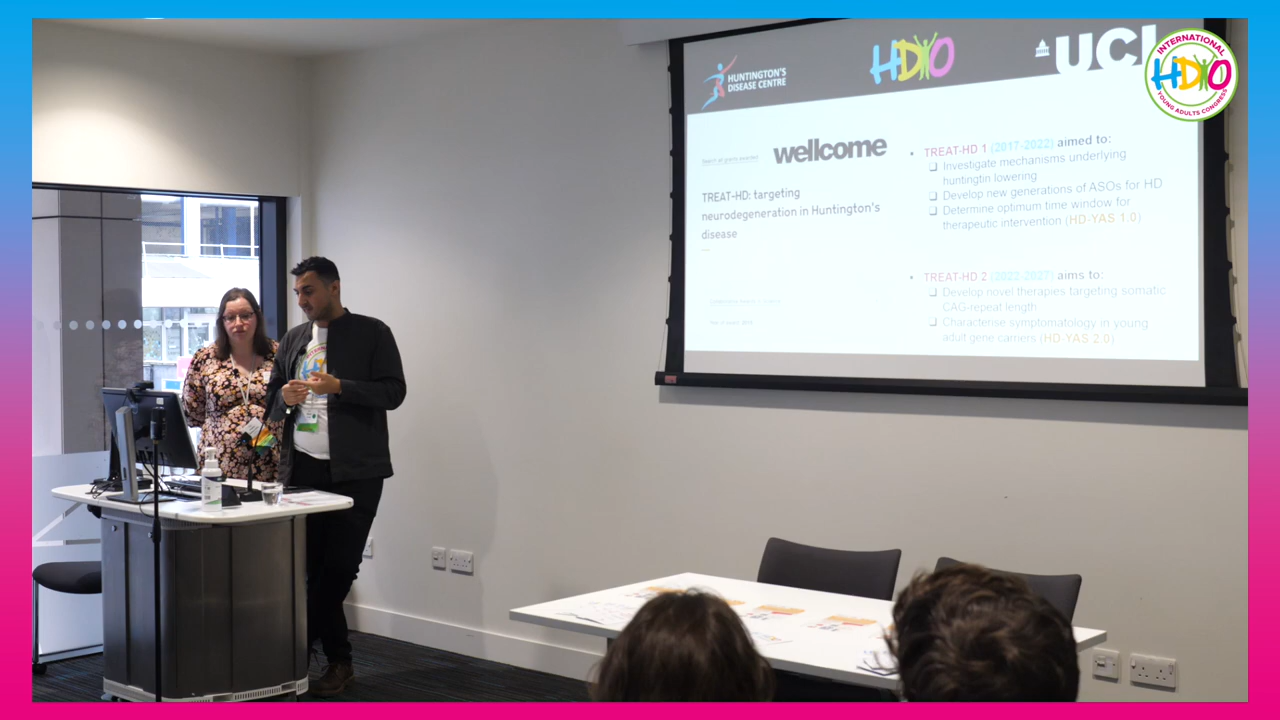 HUNTINGTON'S
DISEASE CENTRE
HDYO
UCL
INTERNATIONAL
HDYO
YOUNG ADULTS CONGRESS
wellcome
TREAT-HD: targeting
neurodegeneration in Huntington's
disease
• TREAT-HD 1 (2017-2022) aimed to:
❑ Investigate mechanisms underlying
huntingtin lowering
❑ Develop new generations of ASOs for HD
❑ Determine optimum time window for
therapeutic intervention (HD-YAS 1.0)
• TREAT-HD 2 (2022-2027) aims to:
❑ Develop novel therapies targeting somatic
CAG-repeat length
❑ Characterise symptomatology in young
adult gene carriers (HD-YAS 2.0)